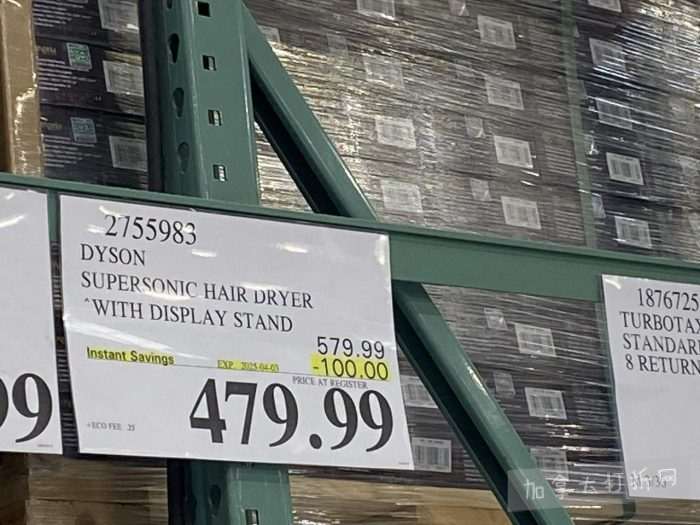 2755983
DYSON
SUPERSONIC HAIR DRYER
WITH DISPLAY STAND
579.99
Instant Savings EXP. 2025-04-03 -100.00
PRICE AT REGISTER
479.99
+ECO FEE .25
99
1876725
TURBOTAX
STANDARD
8 RETURN
加拿大打折网